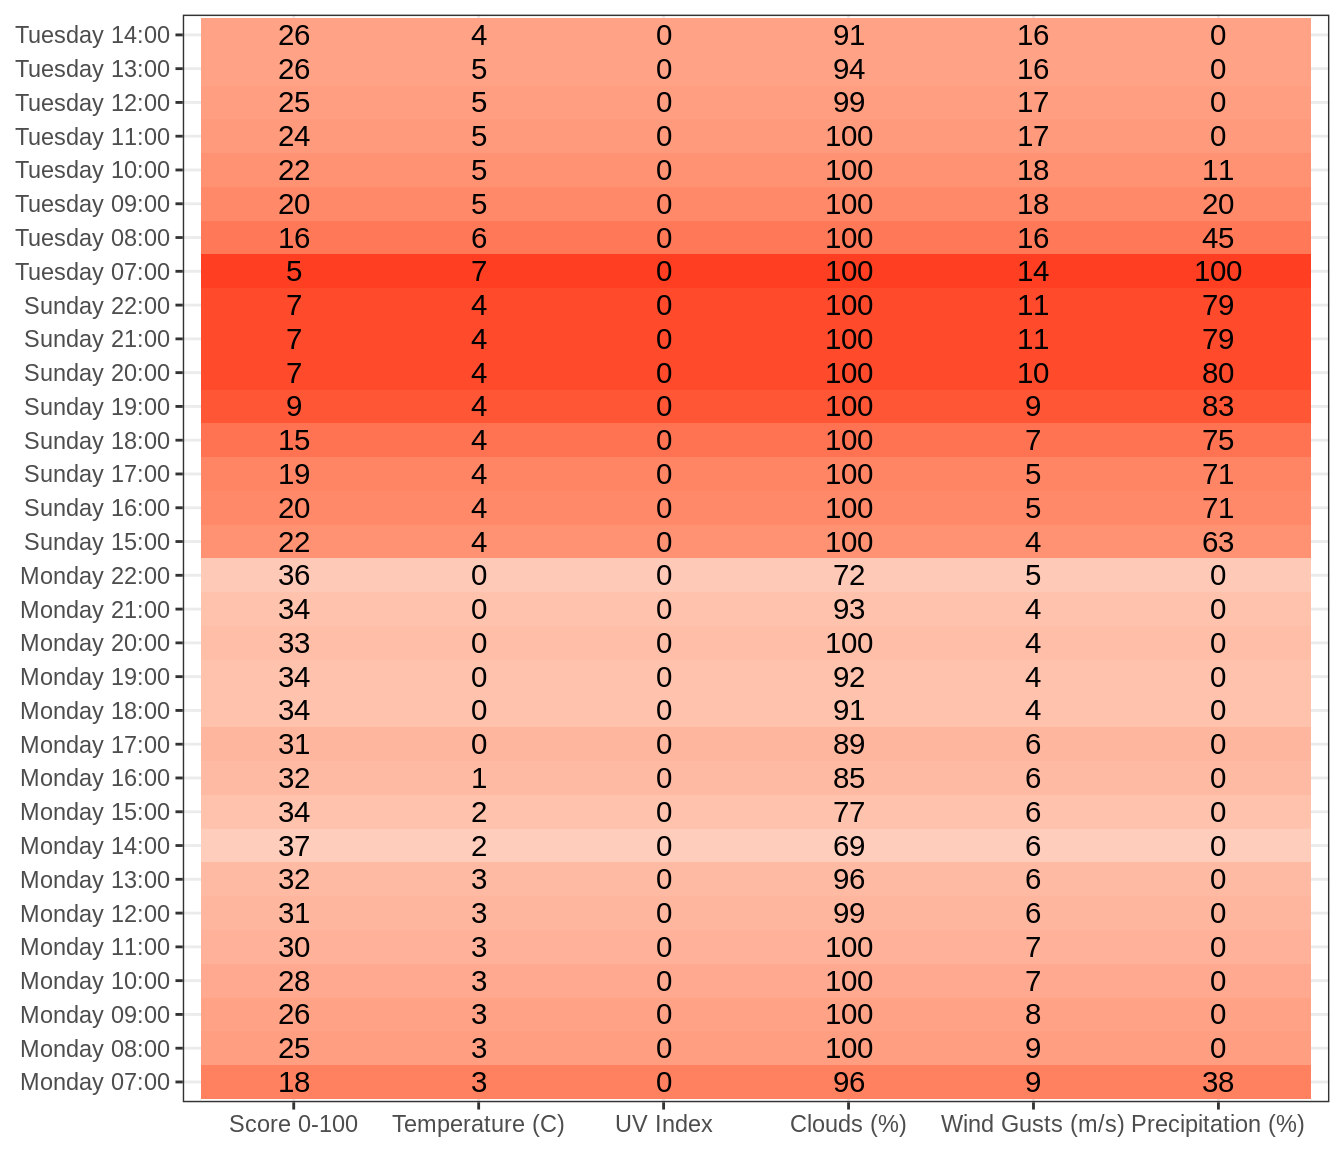 Tuesday 14:00 26 4 0 91 16 0
Tuesday 13:00 26 5 0 94 16 0
Tuesday 12:00 25 5 0 99 17 0
Tuesday 11:00 24 5 0 100 17 0
Tuesday 10:00 22 5 0 100 18 11
Tuesday 09:00 20 5 0 100 18 20
Tuesday 08:00 16 6 0 100 16 45
Tuesday 07:00 5 7 0 100 14 100
Sunday 22:00 7 4 0 100 11 79
Sunday 21:00 7 4 0 100 11 79
Sunday 20:00 7 4 0 100 10 80
Sunday 19:00 9 4 0 100 9 83
Sunday 18:00 15 4 0 100 7 75
Sunday 17:00 19 4 0 100 5 71
Sunday 16:00 20 4 0 100 5 71
Sunday 15:00 22 4 0 100 4 63
Monday 22:00 36 0 0 72 5 0
Monday 21:00 34 0 0 93 4 0
Monday 20:00 33 0 0 100 4 0
Monday 19:00 34 0 0 92 4 0
Monday 18:00 34 0 0 91 4 0
Monday 17:00 31 0 0 89 6 0
Monday 16:00 32 1 0 85 6 0
Monday 15:00 34 2 0 77 6 0
Monday 14:00 37 2 0 69 6 0
Monday 13:00 32 3 0 96 6 0
Monday 12:00 31 3 0 99 6 0
Monday 11:00 30 3 0 100 7 0
Monday 10:00 28 3 0 100 7 0
Monday 09:00 26 3 0 100 8 0
Monday 08:00 25 3 0 100 9 0
Monday 07:00 18 3 0 96 9 38
Score 0-100 Temperature (C) UV Index Clouds (%) Wind Gusts (m/s) Precipitation (%)